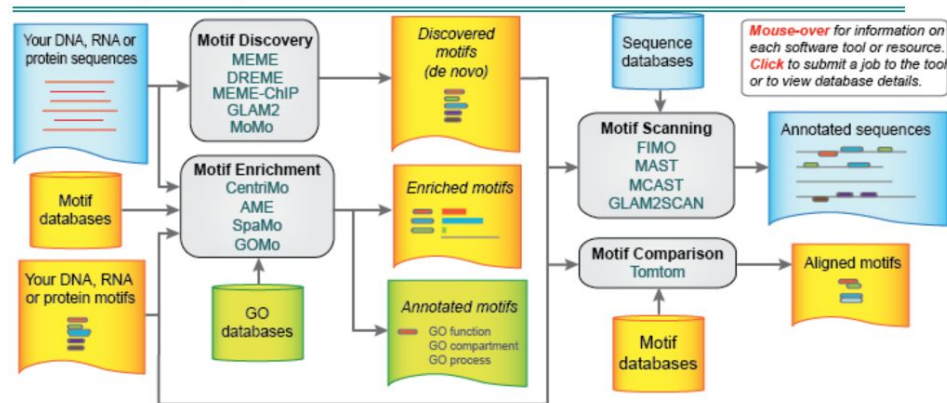 Your DNA, RNA or
protein sequences
Motif
databases
Your DNA, RNA
or protein motifs
Motif Discovery
MEME
DREME
MEME-ChIP
GLAM2
MoMo
Motif Enrichment
CentriMo
AME
SpaMo
GOMo
GO
databases
Discovered
motifs
(de novo)
Enriched motifs
Annotated motifs
GO function
GO compartment
GO process
Sequence
databases
Motif Scanning
FIMO
MAST
MCAST
GLAM2SCAN
Motif Comparison
Tomtom
Motif
databases
Mouse-over for information on
each software tool or resource.
Click to submit a job to the tool
or to view database details.
Annotated sequences
Aligned motifs